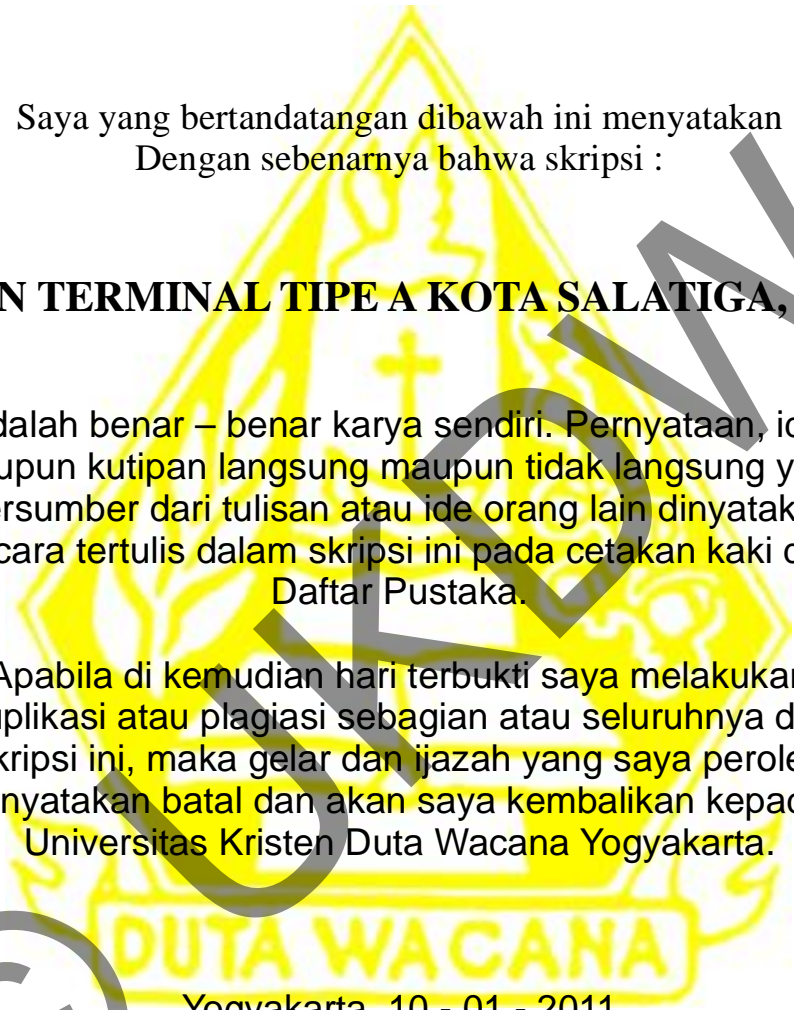 Saya yang bertandatangan dibawah ini menyatakan
Dengan sebenarnya bahwa skripsi :
N TERMINAL TIPE A KOTA SALATIGA,
dalah benar – benar karya sendiri. Pernyataan, id
upun kutipan langsung maupun tidak langsung y
ersumber dari tulisan atau ide orang lain dinyatak
cara tertulis dalam skripsi ini pada cetakan kaki d
Daftar Pustaka.
Apabila di kemudian hari terbukti saya melakukan
uplikasi atau plagiasi sebagian atau seluruhnya d
kripsi ini, maka gelar dan ijazah yang saya perole
nyatakan batal dan akan saya kembalikan kepad
Universitas Kristen Duta Wacana Yogyakarta.
DUTA WACANA
Yogyakarta, 10 - 01 - 2011
© UKDW